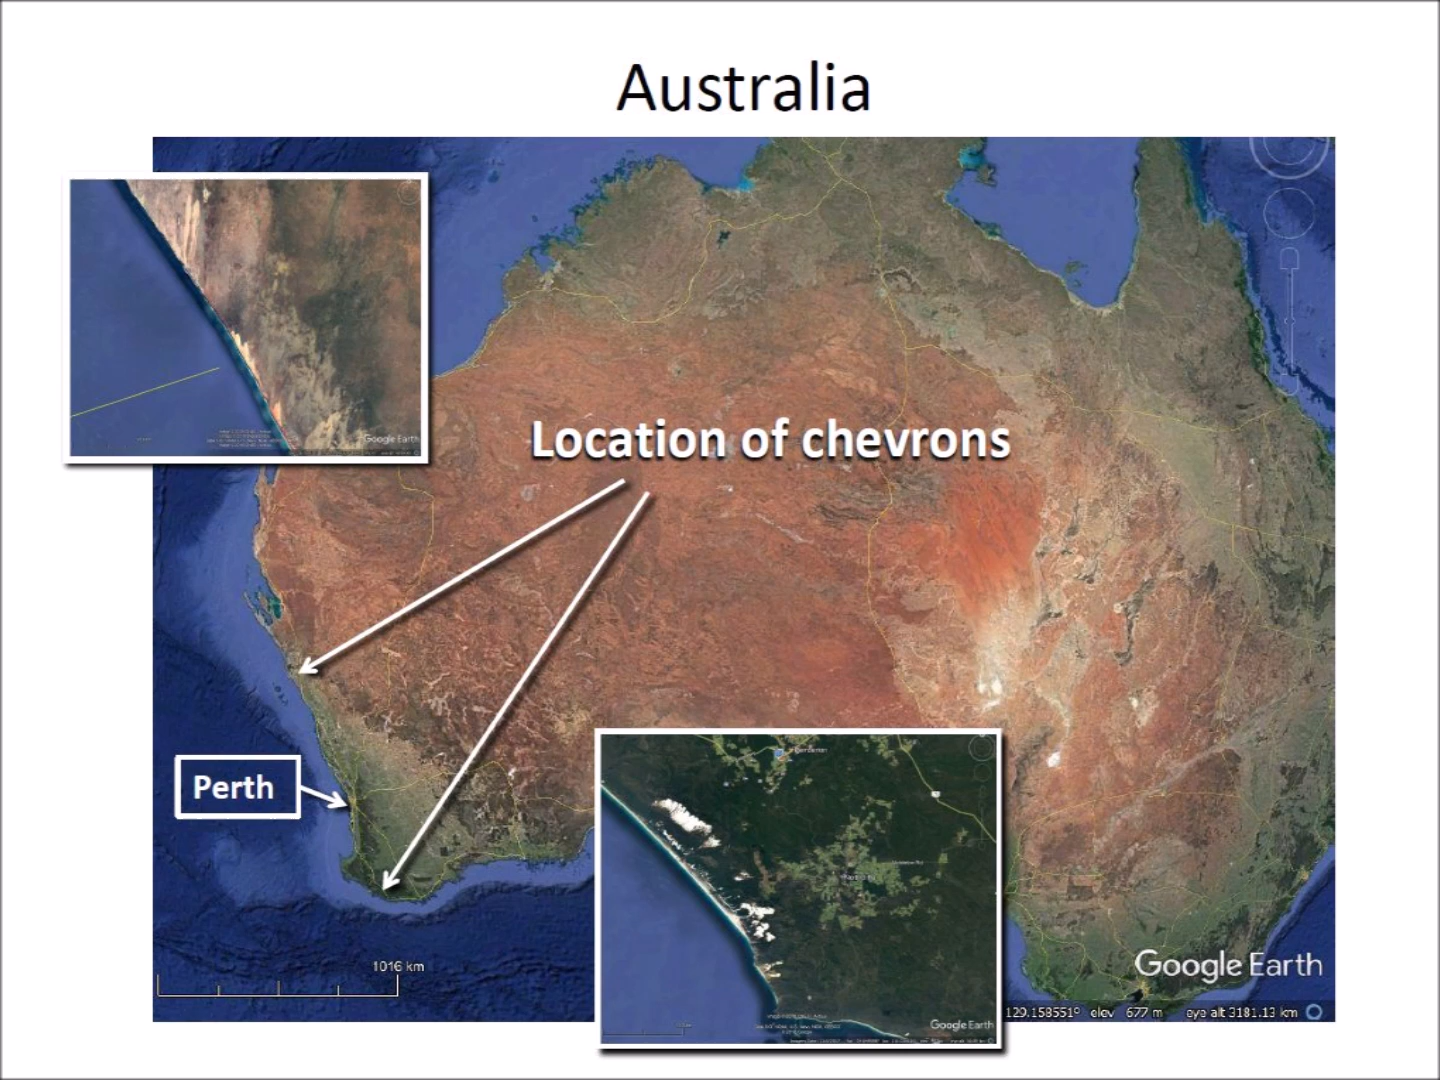 Australia
Google Earth
Location of chevrons
Perth
1016 km
Google Earth
129.158551° elev 677 m eye alt 3181.13 km
Google Earth